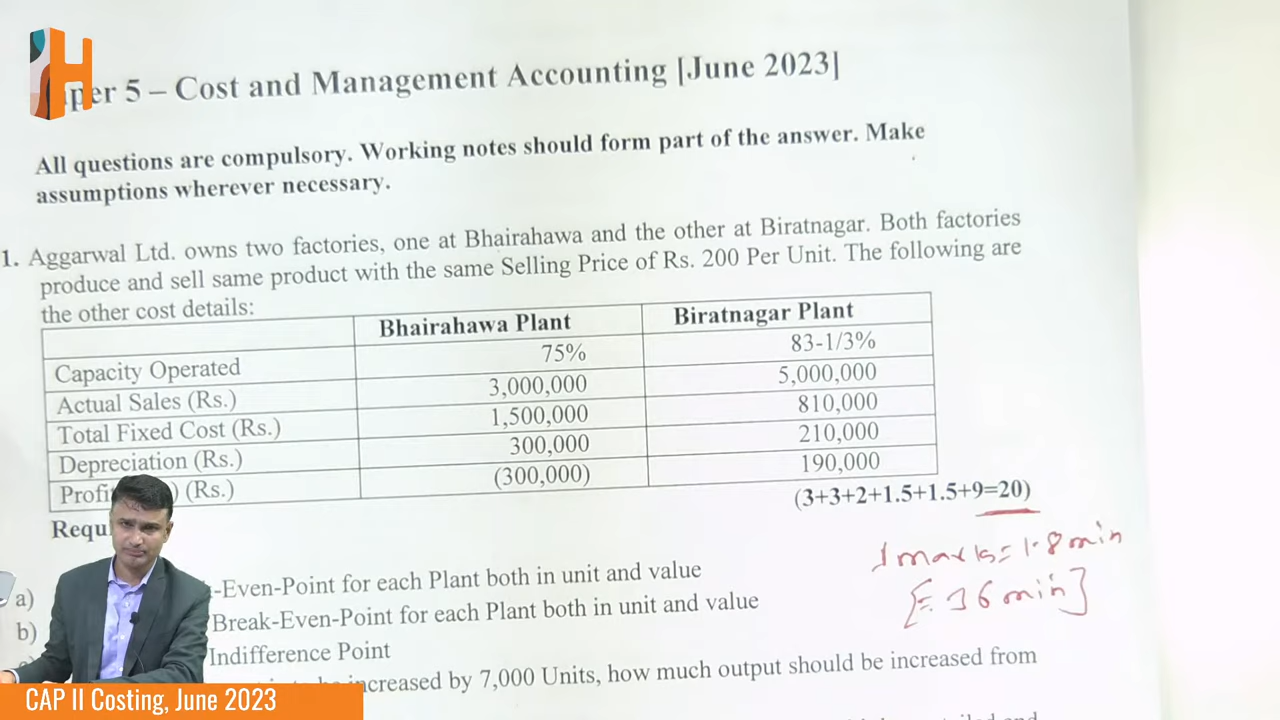 H
per 5 – Cost and Management Accounting [June 2023]
All questions are compulsory. Working notes should form part of the answer. Make
assumptions wherever necessary.
1. Aggarwal Ltd. owns two factories, one at Bhairahawa and the other at Biratnagar. Both factories
produce and sell same product with the same Selling Price of Rs. 200 Per Unit. The following are
the other cost details:
Bhairahawa Plant Biratnagar Plant
Capacity Operated 75% 83-1/3%
Actual Sales (Rs.) 3,000,000 5,000,000
Total Fixed Cost (Rs.) 1,500,000 810,000
Depreciation (Rs.) 300,000 210,000
Profi ) (Rs.) (300,000) 190,000
(3+3+2+1.5+1.5+9=20)
Requ
1 marks = 1.8 min
[= 36 min]
a) -Even-Point for each Plant both in unit and value
b) Break-Even-Point for each Plant both in unit and value
Indifference Point
increased by 7,000 Units, how much output should be increased from
CAP II Costing, June 2023